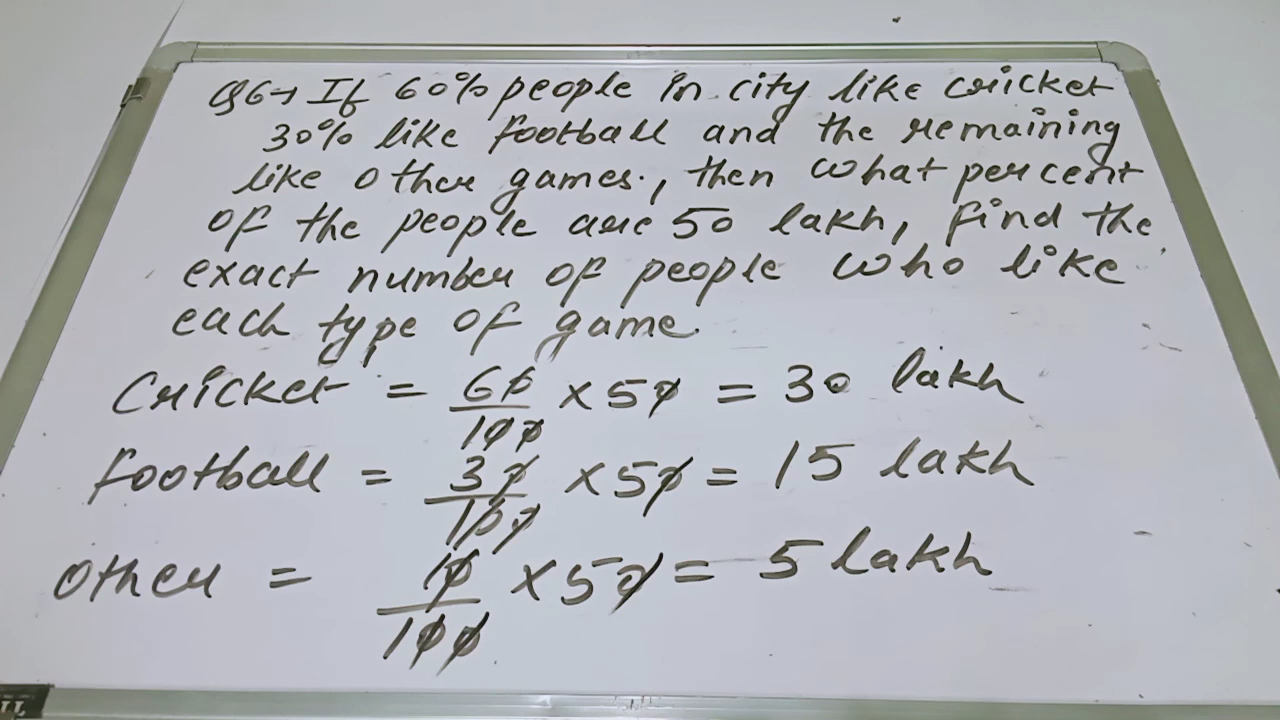 Q6→ If 60% people in city like cricket
30% like football and the remaining
like other games., then what percent
of the people are 50 lakh, find the
exact number of people who like
each type of game.
Cricket = 60/100 ×50 = 30 lakh
Football = 30/100 ×50 = 15 lakh
Other = 10/100 ×50 = 5 lakh